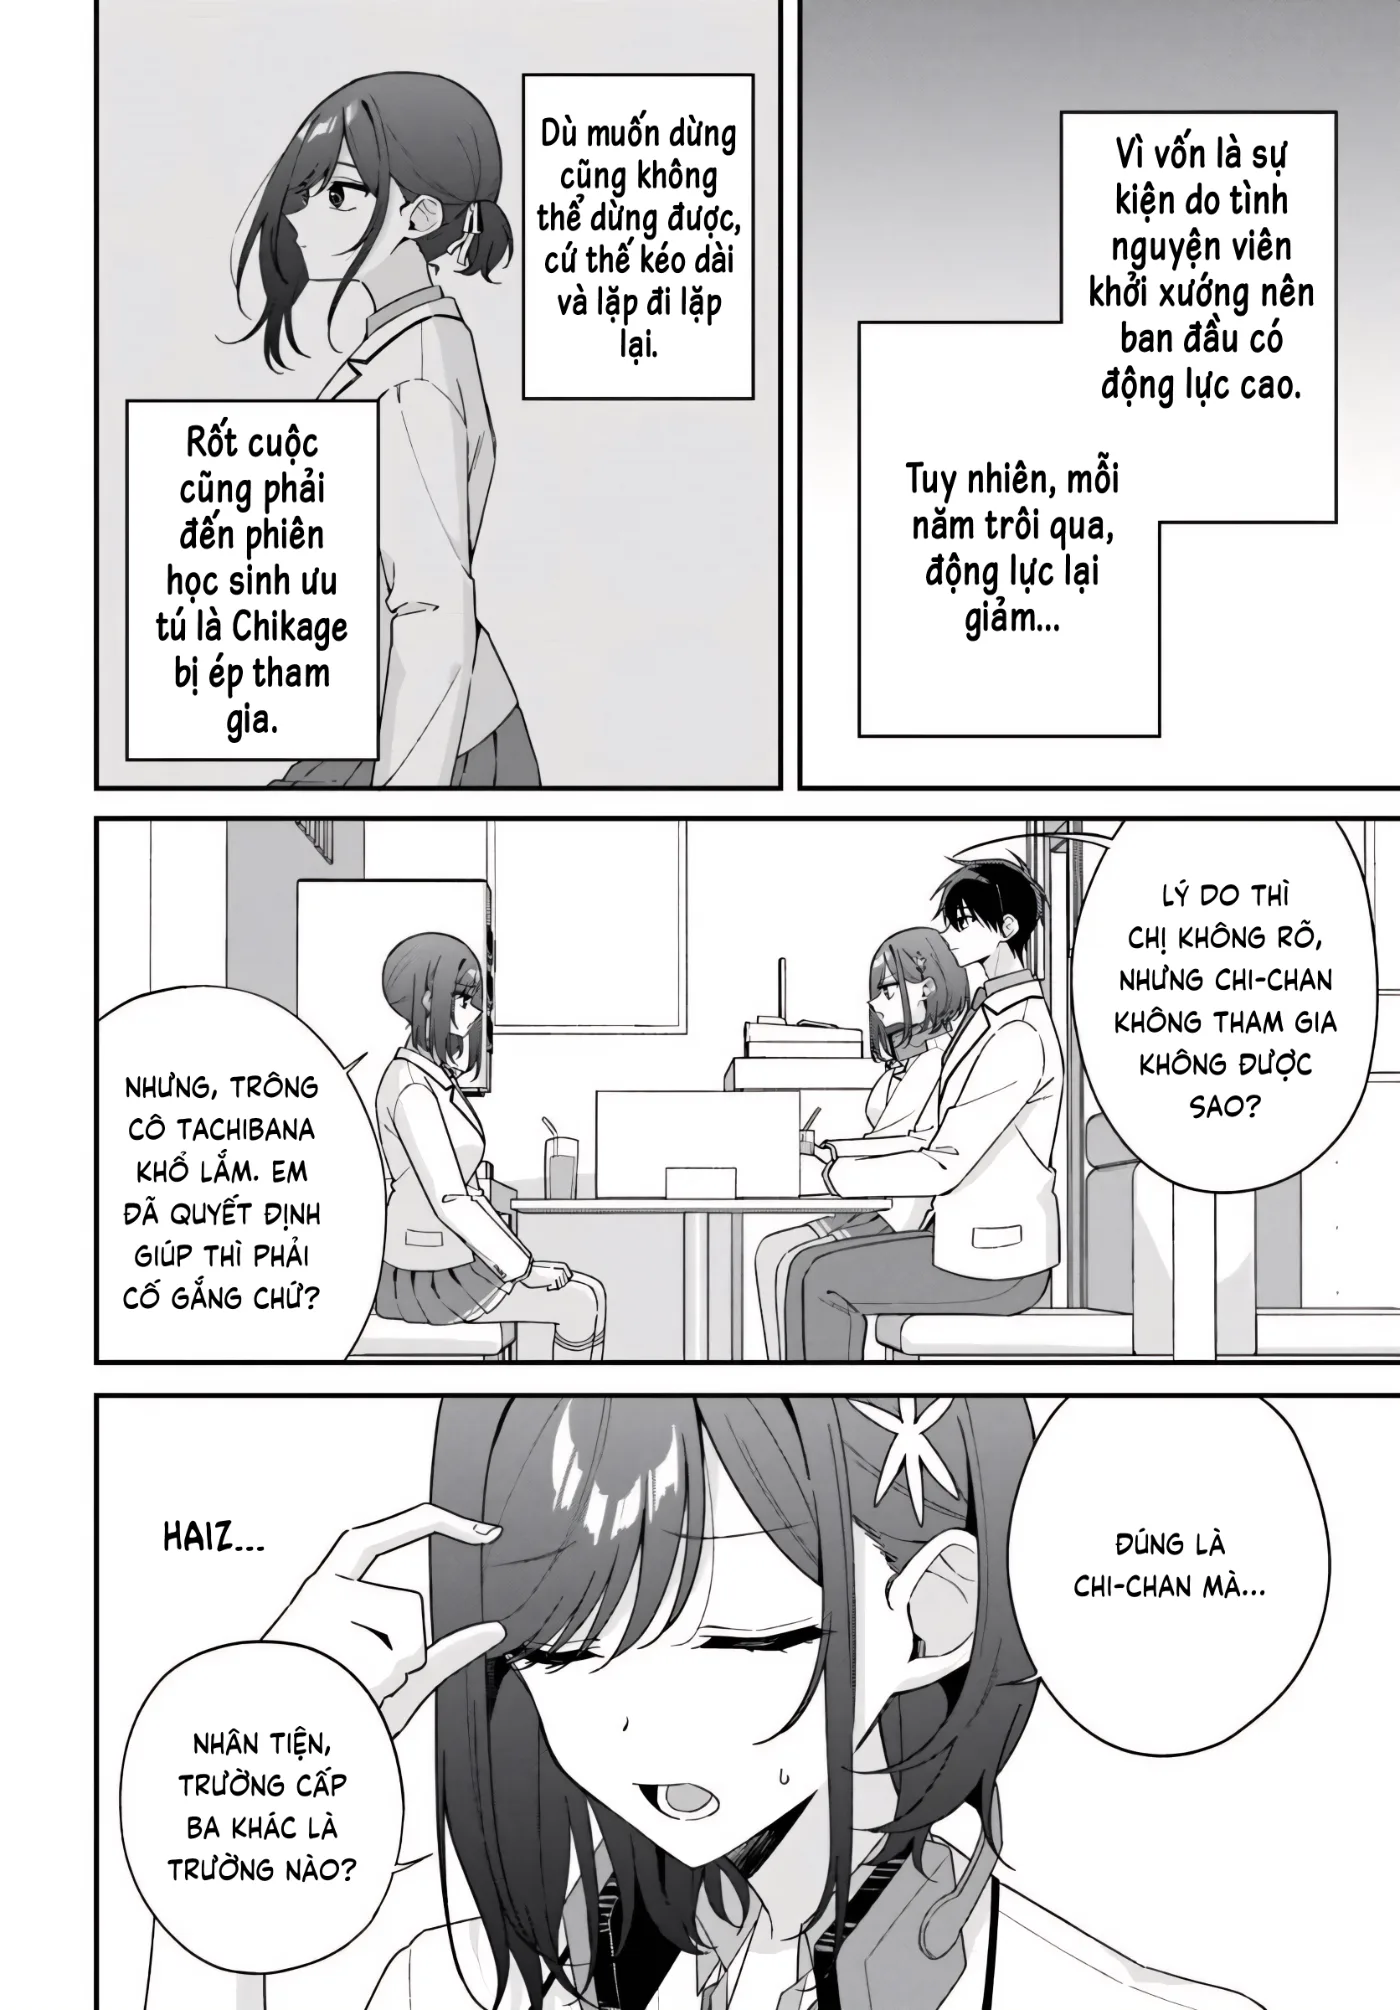 Vì vốn là sự
kiện do tình
nguyện viên
khởi xướng nên
ban đầu có
động lực cao.
Tuy nhiên, mỗi
năm trôi qua,
động lực lại
giảm...
Dù muốn dừng
cũng không
thể dừng được,
cứ thế kéo dài
và lặp đi lặp
lại.
Rốt cuộc
cũng phải
đến phiên
học sinh ưu
tú là Chikage
bị ép tham
gia.
LÝ DO THÌ
CHỊ KHÔNG RÕ,
NHƯNG CHI-CHAN
KHÔNG THAM GIA
KHÔNG ĐƯỢC
SAO?
NHƯNG, TRÔNG
CÔ TACHIBANA
KHỔ LẮM. EM
ĐÃ QUYẾT ĐỊNH
GIÚP THÌ PHẢI
CỐ GẮNG CHỨ?
ĐÚNG LÀ
CHI-CHAN MÀ...
HAIZ...
NHÂN TIỆN,
TRƯỜNG CẤP
BA KHÁC LÀ
TRƯỜNG NÀO?